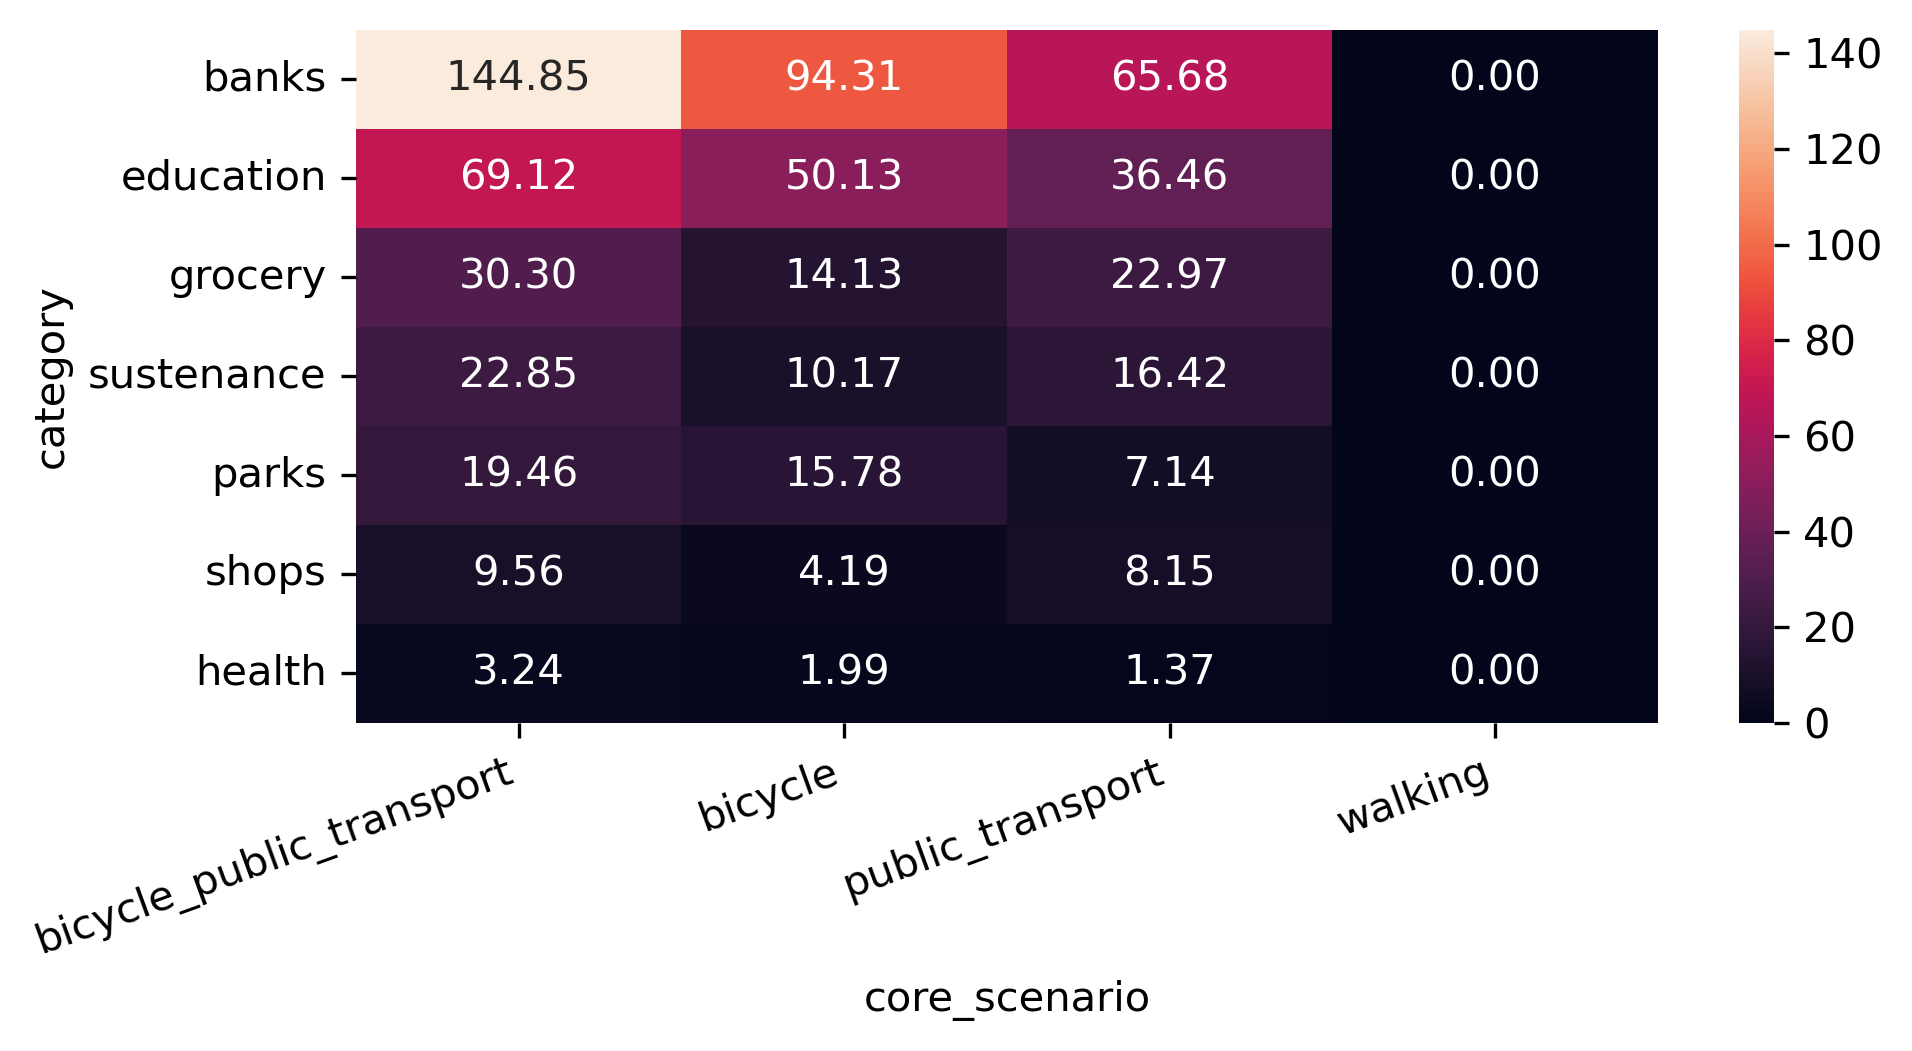 banks 144.85 94.31 65.68 0.00
education 69.12 50.13 36.46 0.00
grocery 30.30 14.13 22.97 0.00
sustenance 22.85 10.17 16.42 0.00
parks 19.46 15.78 7.14 0.00
shops 9.56 4.19 8.15 0.00
health 3.24 1.99 1.37 0.00
category
bicycle_public_transport bicycle public_transport walking
core_scenario
140
120
100
80
60
40
20
0